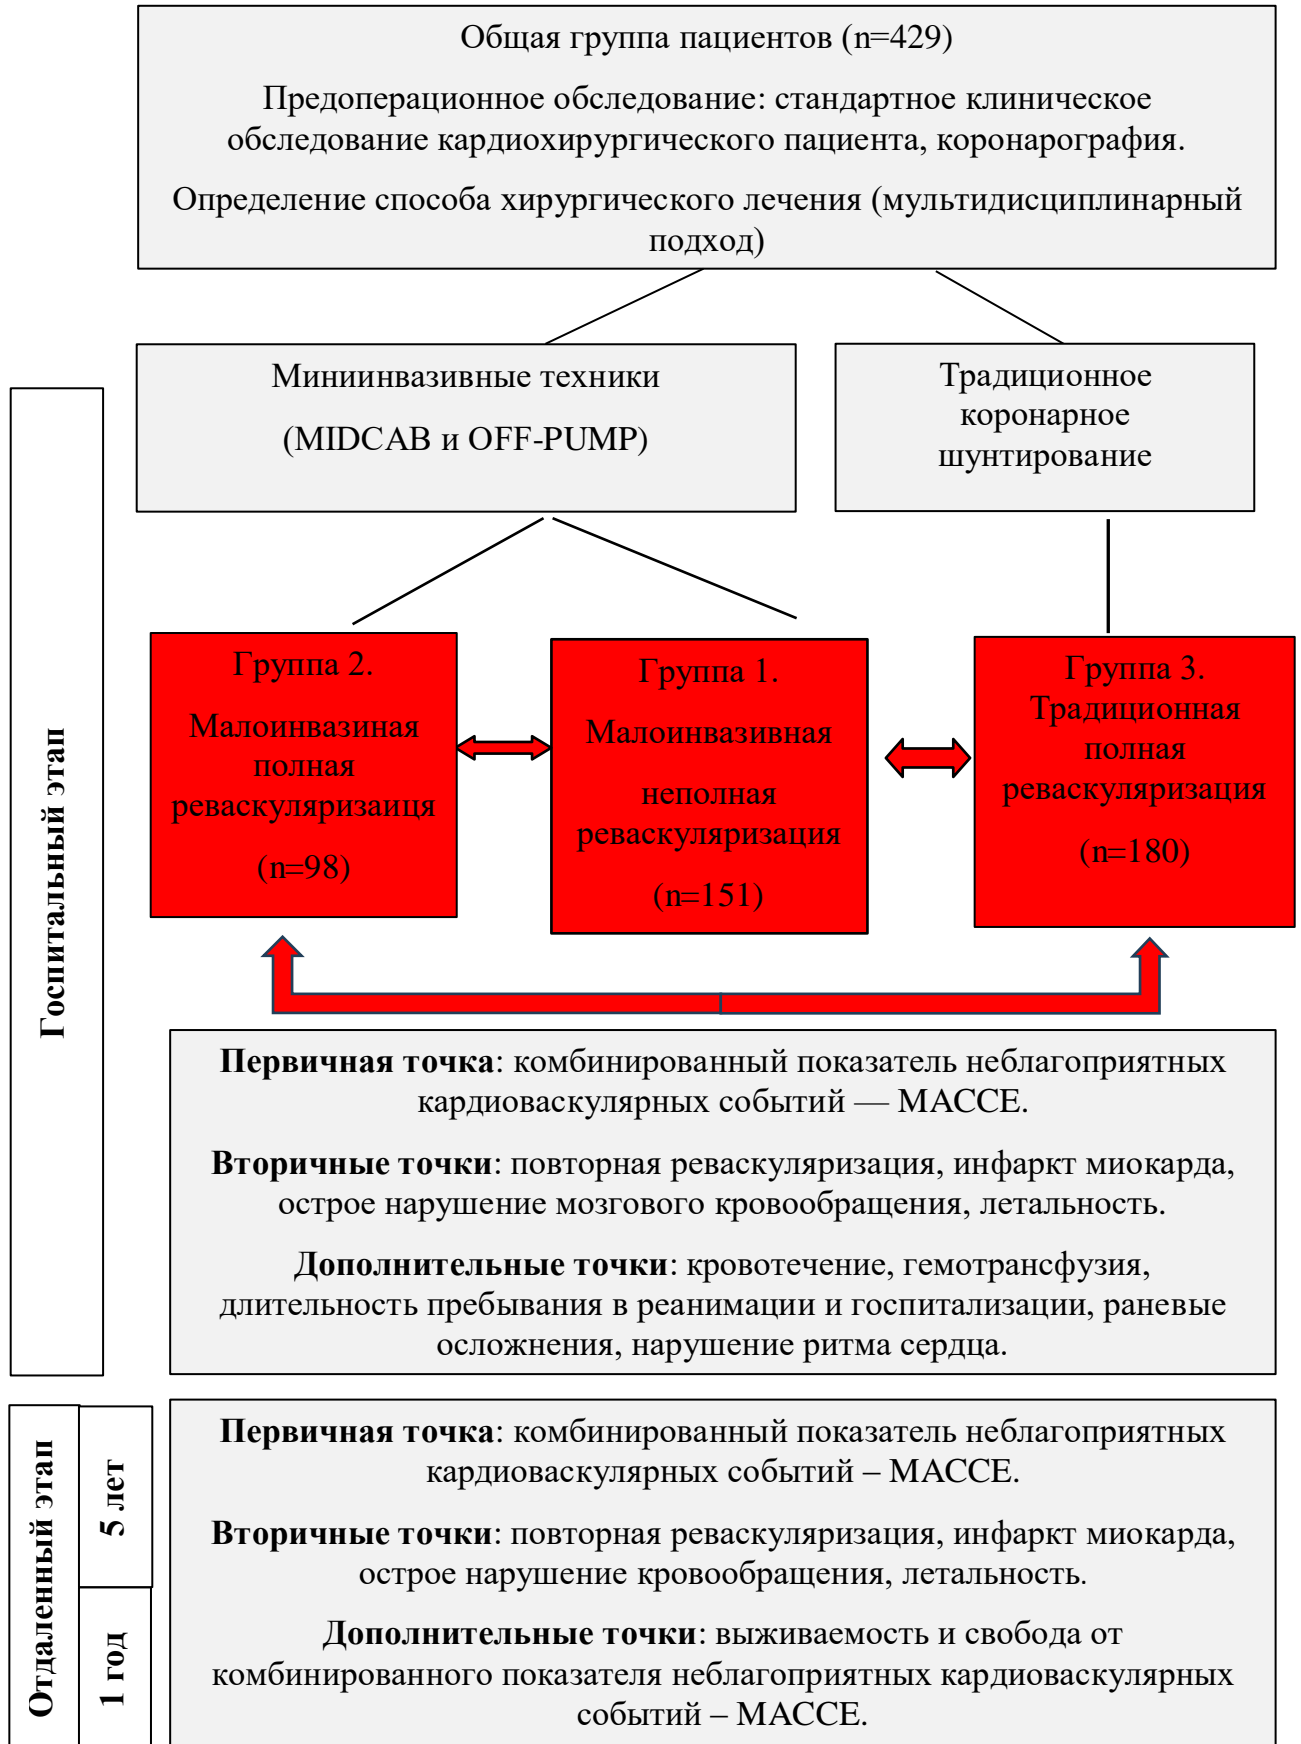 Общая группа пациентов (n=429)
Предоперационное обследование: стандартное клиническое
обследование кардиохирургического пациента, коронарография.
Определение способа хирургического лечения (мультидисциплинарный
подход)
Миниинвазивные техники
(MIDCAB и OFF-PUMP)
Традиционное
коронарное
шунтирование
Госпитальный этап
Группа 2.
Малоинвазиная
полная
реваскуляризаиця
(n=98)
Группа 1.
Малоинвазивная
неполная
реваскуляризация
(n=151)
Группа 3.
Традиционная
полная
реваскуляризация
(n=180)
Первичная точка: комбинированный показатель неблагоприятных
кардиоваскулярных событий — MACCE.
Вторичные точки: повторная реваскуляризация, инфаркт миокарда,
острое нарушение мозгового кровообращения, летальность.
Дополнительные точки: кровотечение, гемотрансфузия,
длительность пребывания в реанимации и госпитализации, раневые
осложнения, нарушение ритма сердца.
Отдаленный этап
5 лет
1 год
Первичная точка: комбинированный показатель неблагоприятных
кардиоваскулярных событий – MACCE.
Вторичные точки: повторная реваскуляризация, инфаркт миокарда,
острое нарушение кровообращения, летальность.
Дополнительные точки: выживаемость и свобода от
комбинированного показателя неблагоприятных кардиоваскулярных
событий – MACCE.